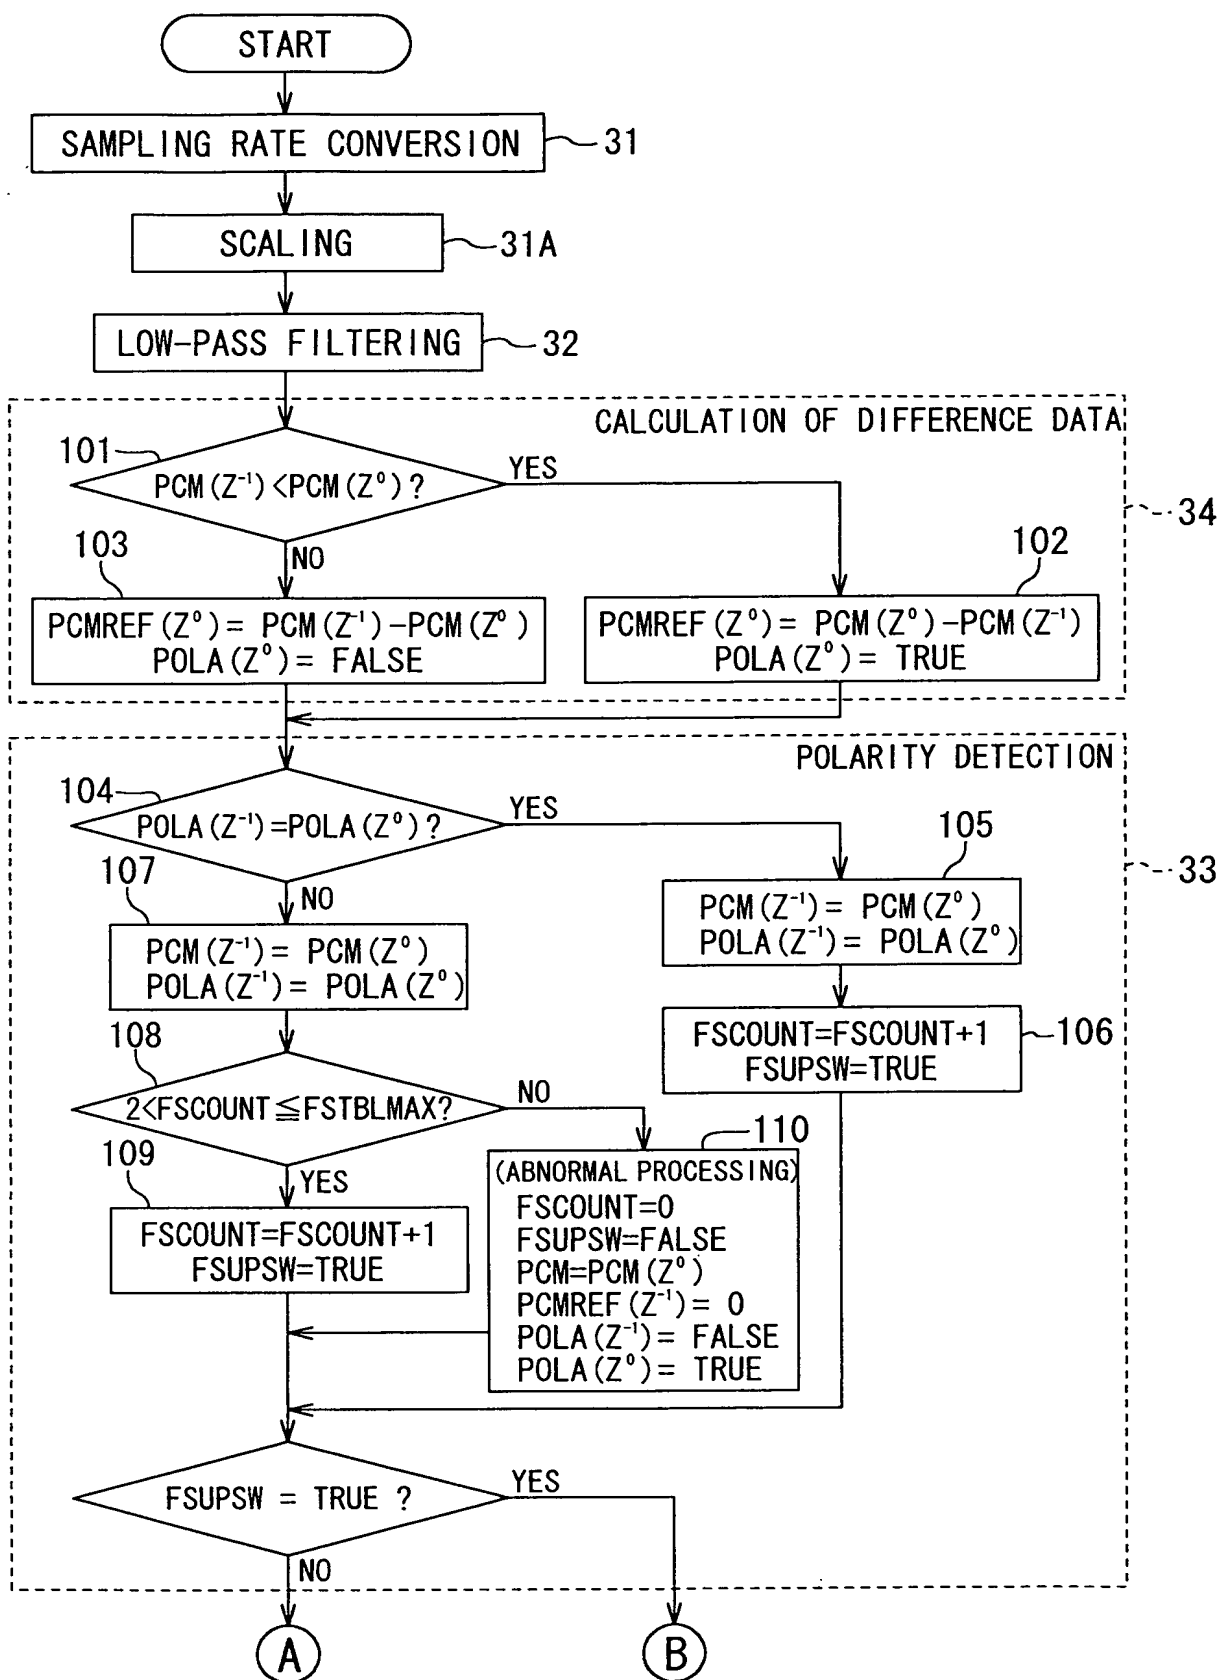 START
SAMPLING RATE CONVERSION
31
SCALING
31A
LOW-PASS FILTERING
32
CALCULATION OF DIFFERENCE DATA
101
PCM(Z⁻¹)<PCM(Z⁰)?
YES
34
NO
103
PCMREF(Z⁰)= PCM(Z⁻¹)-PCM(Z⁰)
POLA(Z⁰)= FALSE
102
PCMREF(Z⁰)= PCM(Z⁰)-PCM(Z⁻¹)
POLA(Z⁰)= TRUE
POLARITY DETECTION
104
POLA(Z⁻¹)=POLA(Z⁰)?
YES
33
NO
105
PCM(Z⁻¹)= PCM(Z⁰)
POLA(Z⁻¹)= POLA(Z⁰)
107
PCM(Z⁻¹)= PCM(Z⁰)
POLA(Z⁻¹)= POLA(Z⁰)
FSCOUNT=FSCOUNT+1
FSUPSW=TRUE
106
108
2<FSCOUNT≦FSTBLMAX?
NO
YES
109
FSCOUNT=FSCOUNT+1
FSUPSW=TRUE
110
(ABNORMAL PROCESSING)
FSCOUNT=0
FSUPSW=FALSE
PCM=PCM(Z⁰)
PCMREF(Z⁻¹)= 0
POLA(Z⁻¹)= FALSE
POLA(Z⁰)= TRUE
FSUPSW = TRUE ?
YES
NO
A
B